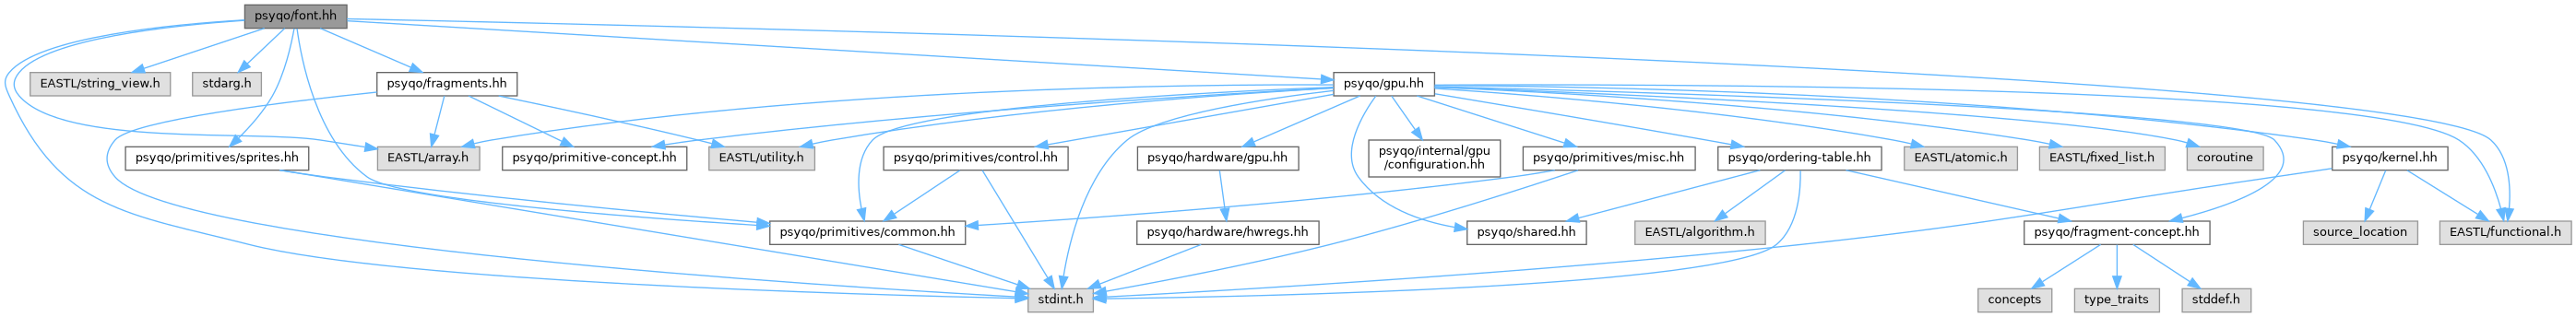 psyqo/font.hh
EASTL/string_view.h
stdarg.h
psyqo/fragments.hh
psyqo/gpu.hh
psyqo/primitives/sprites.hh
EASTL/array.h
psyqo/primitive-concept.hh
EASTL/utility.h
psyqo/primitives/control.hh
psyqo/hardware/gpu.hh
psyqo/internal/gpu
/configuration.hh
psyqo/primitives/misc.hh
psyqo/ordering-table.hh
EASTL/atomic.h
EASTL/fixed_list.h
coroutine
psyqo/kernel.hh
psyqo/primitives/common.hh
psyqo/hardware/hwregs.hh
psyqo/shared.hh
EASTL/algorithm.h
psyqo/fragment-concept.hh
source_location
EASTL/functional.h
stdint.h
concepts
type_traits
stddef.h